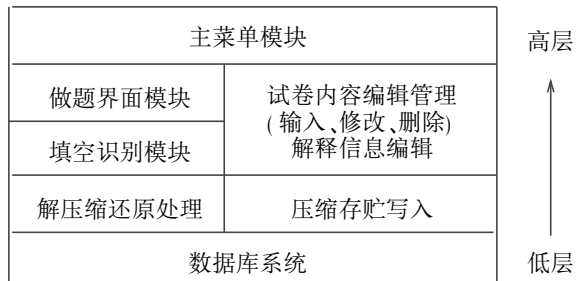 主菜单模块
高层
做题界面模块
试卷内容编辑管理
(输入、修改、删除)
解释信息编辑
填空识别模块
解压缩还原处理
压缩存贮写入
数据库系统
低层